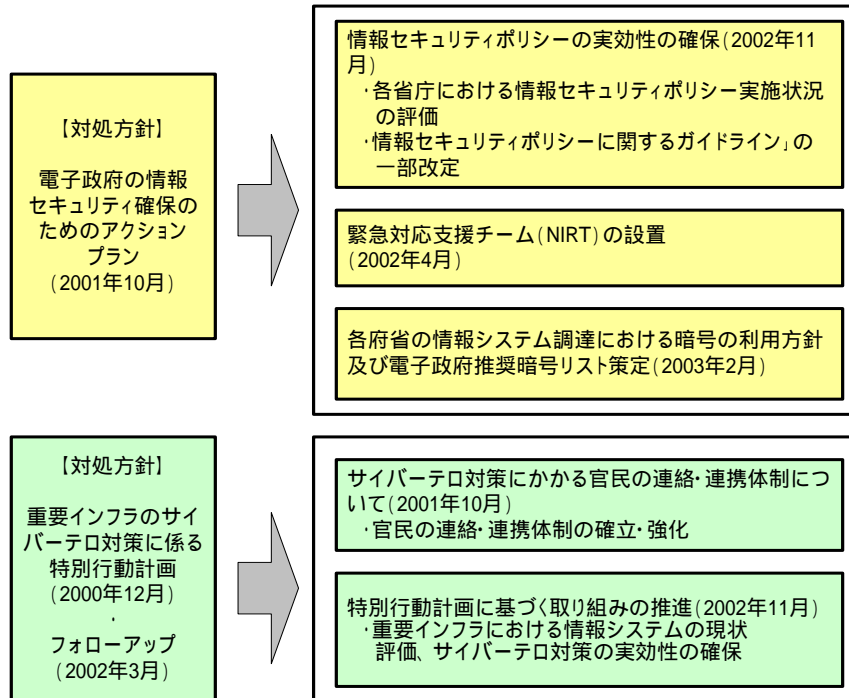 【対処方針】
電子政府の情報
セキュリティ確保の
ためのアクション
プラン
(2001年10月)
情報セキュリティポリシーの実効性の確保(2002年11
月)
・各省庁における情報セキュリティポリシー実施状況
の評価
・情報セキュリティポリシーに関するガイドライン」の
一部改定
緊急対応支援チーム(NIRT)の設置
(2002年4月)
各府省の情報システム調達における暗号の利用方針
及び電子政府推奨暗号リスト策定(2003年2月)
【対処方針】
重要インフラのサイ
バーテロ対策に係る
特別行動計画
(2000年12月)
・
フォローアップ
(2002年3月)
サイバーテロ対策にかかる官民の連絡・連携体制につ
いて(2001年10月)
・官民の連絡・連携体制の確立・強化
特別行動計画に基づく取り組みの推進(2002年11月)
・重要インフラにおける情報システムの現状
評価、サイバーテロ対策の実効性の確保